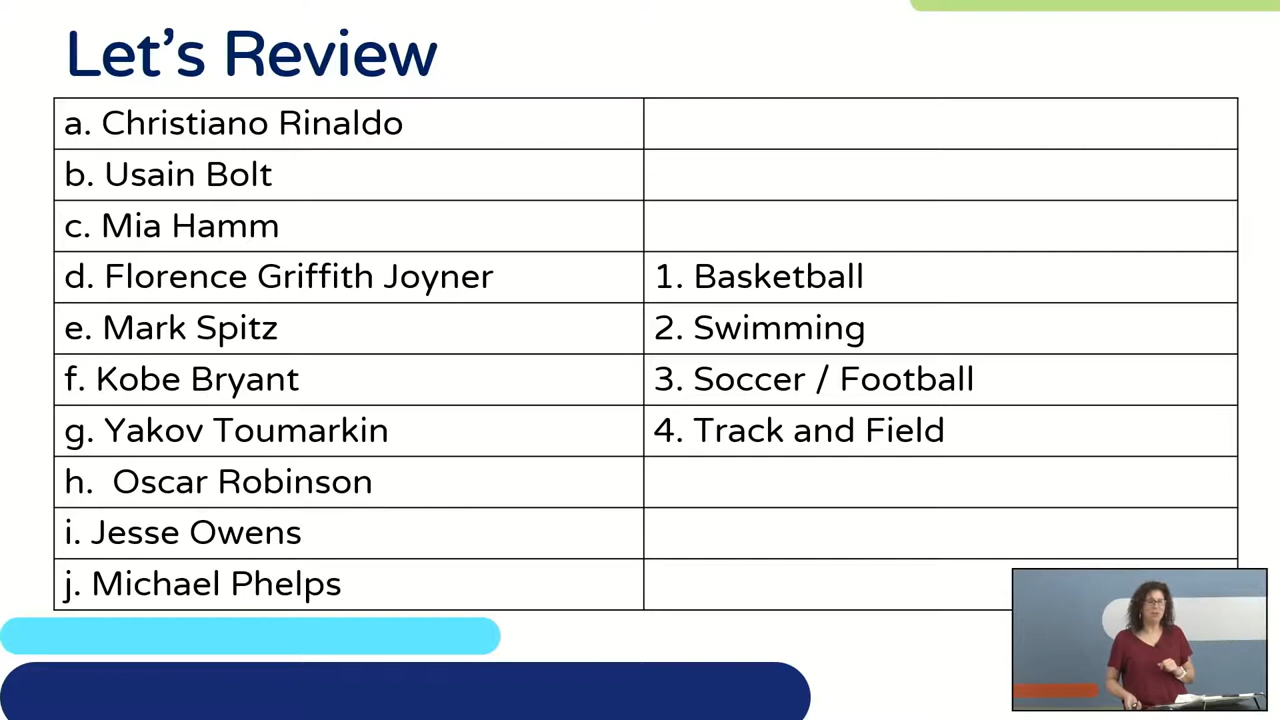 Let's Review
a. Christiano Rinaldo
b. Usain Bolt
c. Mia Hamm
d. Florence Griffith Joyner
1. Basketball
e. Mark Spitz
2. Swimming
f. Kobe Bryant
3. Soccer / Football
g. Yakov Toumarkin
4. Track and Field
h. Oscar Robinson
i. Jesse Owens
j. Michael Phelps